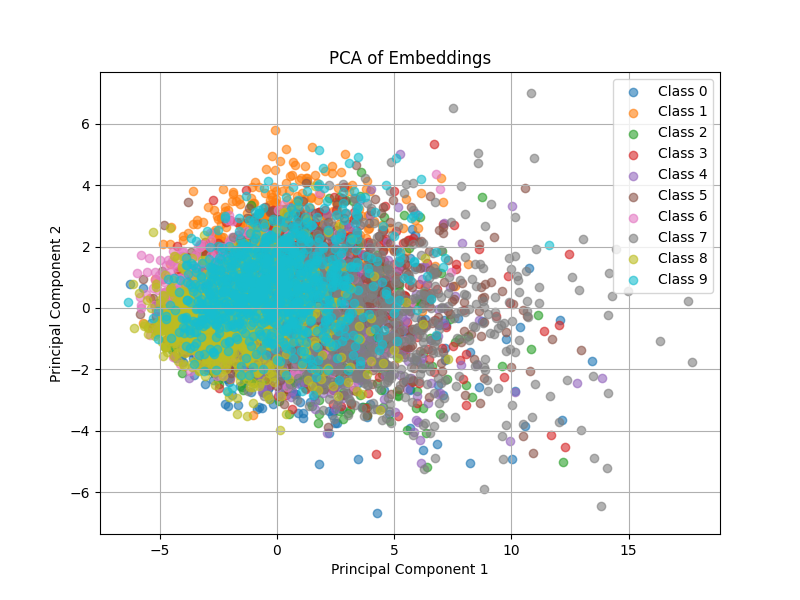 PCA of Embeddings
Class 0
Class 1
Class 2
Class 3
Class 4
Class 5
Class 6
Class 7
Class 8
Class 9
6
4
2
0
−2
−4
−6
Principal Component 2
−5
0
5
10
15
Principal Component 1